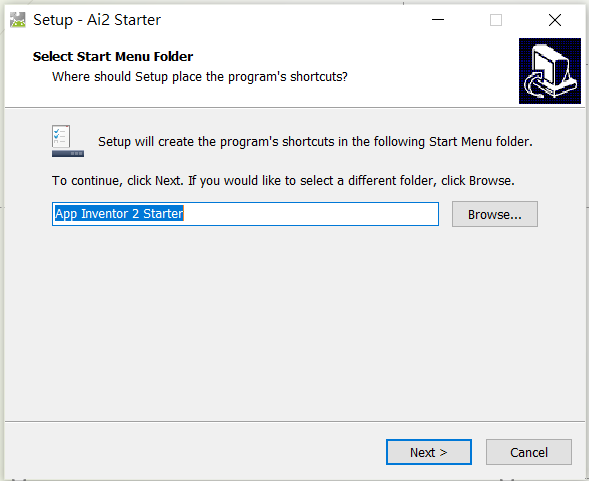 Setup - Ai2 Starter
Select Start Menu Folder
Where should Setup place the program's shortcuts?
Setup will create the program's shortcuts in the following Start Menu folder.
To continue, click Next. If you would like to select a different folder, click Browse.
App Inventor 2 Starter
Browse...
Next >
Cancel